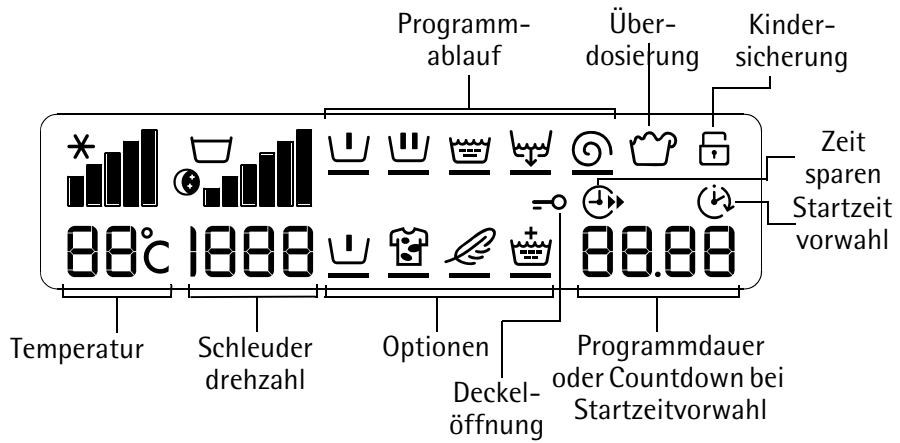 Programm-
ablauf
Über-
dosierung
Kinder-
sicherung
Zeit
sparen
Startzeit
vorwahl
88°C
1888
88.88
Temperatur
Schleuder
drehzahl
Optionen
Deckel-
öffnung
Programmdauer
oder Countdown bei
Startzeitvorwahl